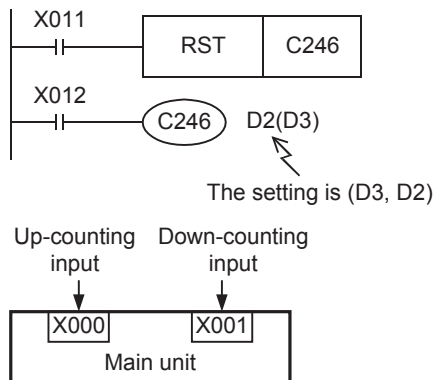 X011
RST C246
X012
C246 D2(D3)
The setting is (D3, D2)
Up-counting input
Down-counting input
X000 X001
Main unit